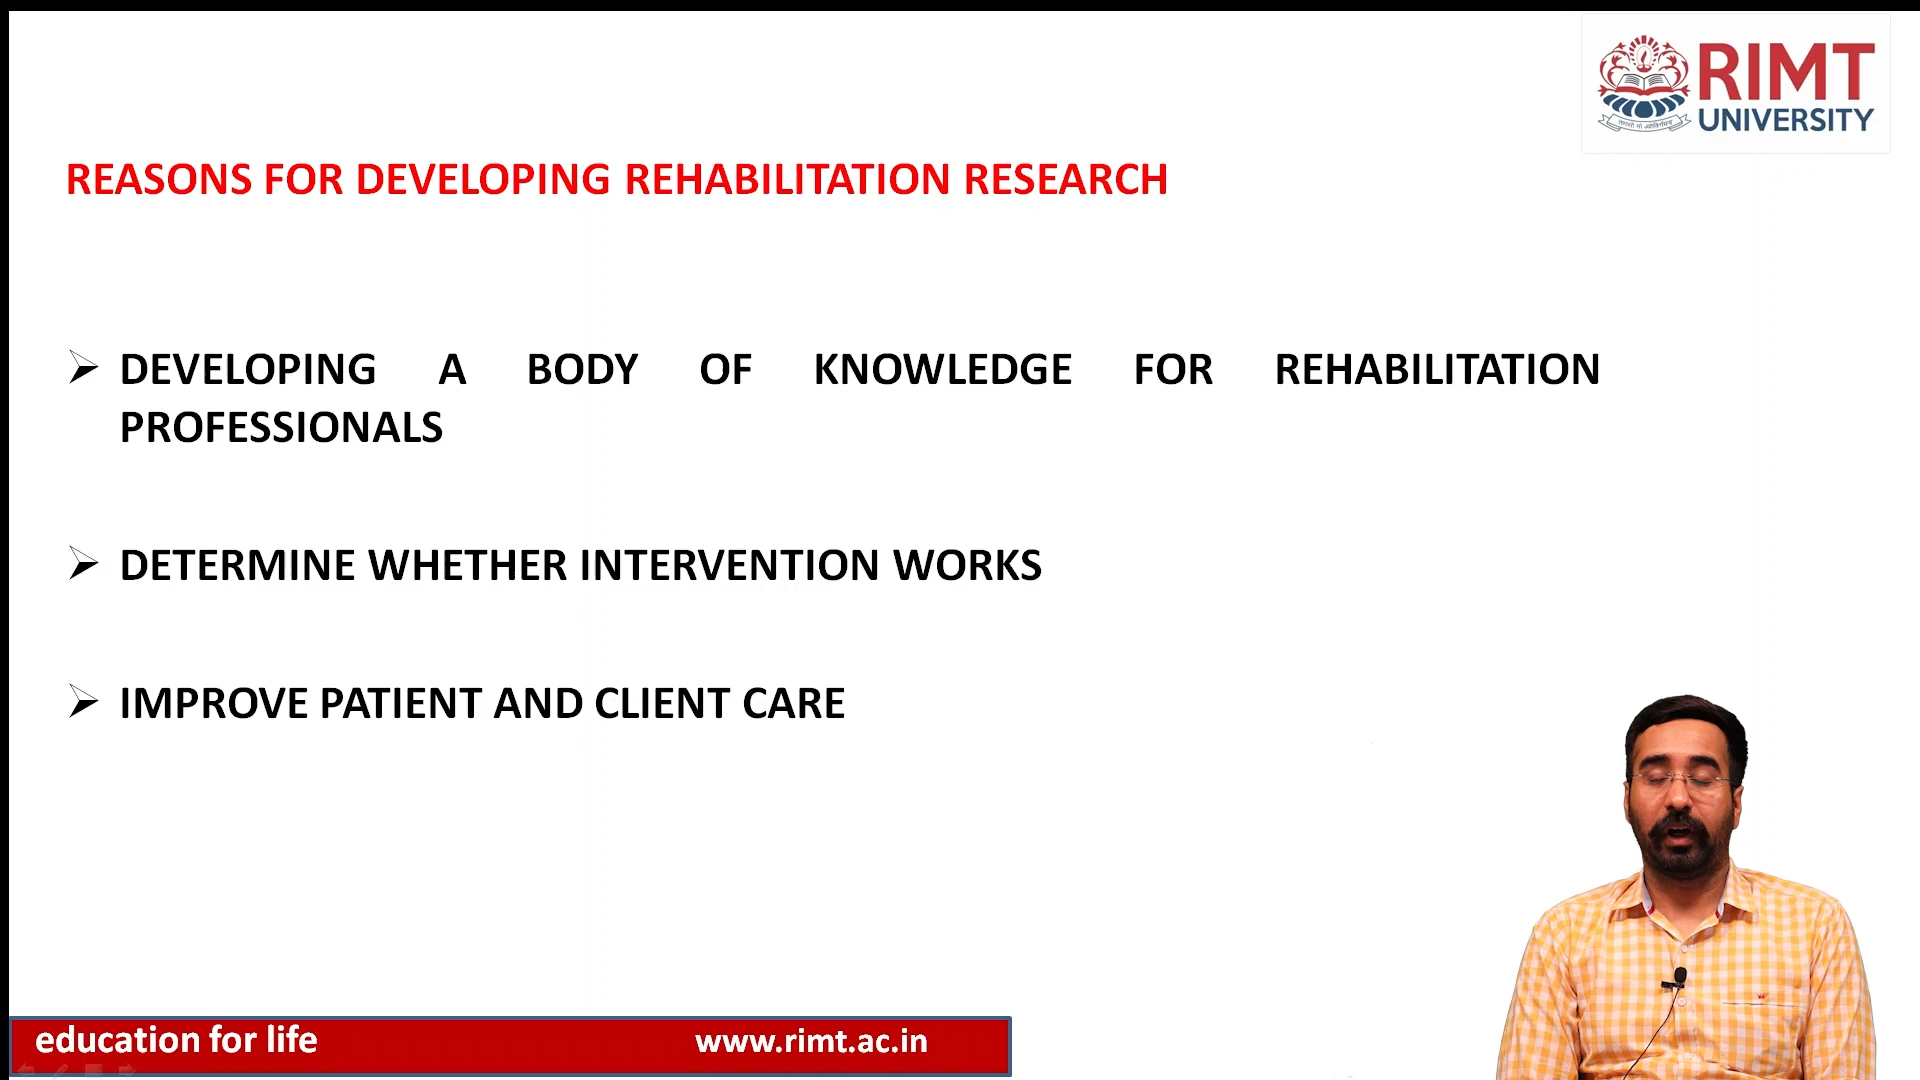 RIMT
UNIVERSITY
REASONS FOR DEVELOPING REHABILITATION RESEARCH
DEVELOPING A BODY OF KNOWLEDGE FOR REHABILITATION
PROFESSIONALS
DETERMINE WHETHER INTERVENTION WORKS
IMPROVE PATIENT AND CLIENT CARE
education for life
www.rimt.ac.in